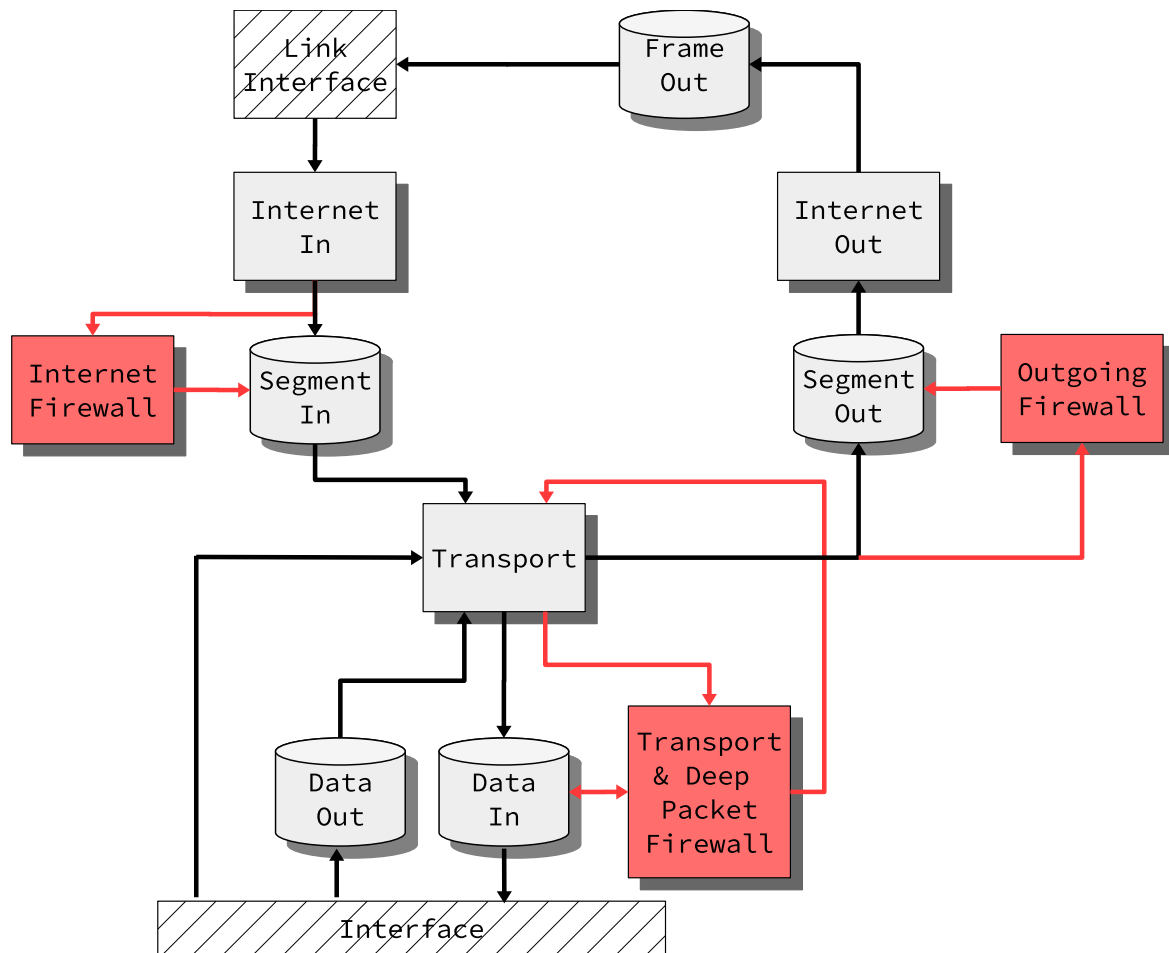 Link
Interface
Frame
Out
Internet
In
Internet
Out
Internet
Firewall
Segment
In
Segment
Out
Outgoing
Firewall
Transport
Data
Out
Data
In
Transport
& Deep
Packet
Firewall
Interface